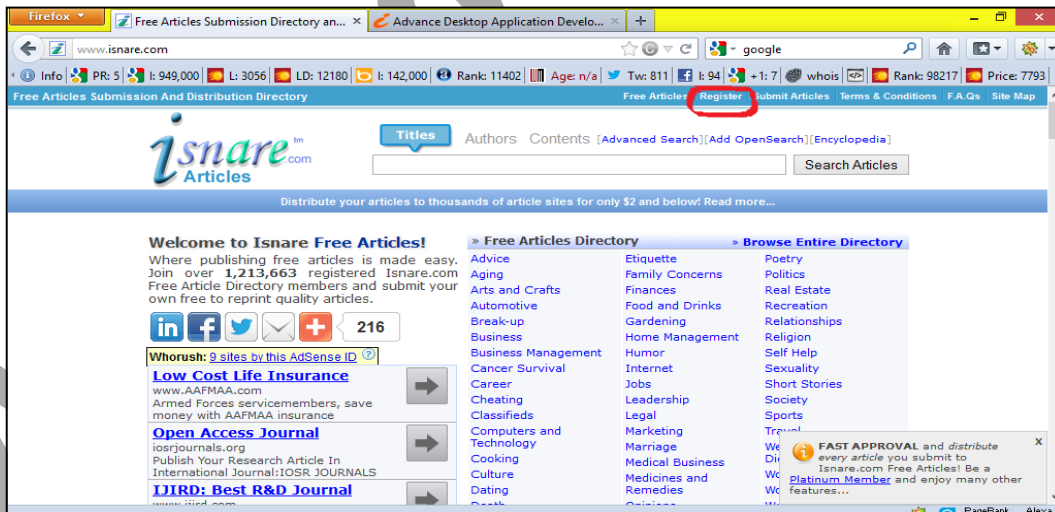 Firefox
Free Articles Submission Directory an... ×
Advance Desktop Application Develo... ×
+
www.isnare.com
google
Info PR: 5 I: 949,000 L: 3056 LD: 12180 I: 142,000 Rank: 11402 Age: n/a Tw: 811 I: 94 +1: 7 whois Rank: 98217 Price: 7793
Free Articles Submission And Distribution Directory
Free Articles Register Submit Articles Terms & Conditions F.A.Qs Site Map
isnare.com™
Articles
Titles Authors Contents [Advanced Search][Add OpenSearch][Encyclopedia]
Search Articles
Distribute your articles to thousands of article sites for only $2 and below! Read more...
Welcome to Isnare Free Articles!
Where publishing free articles is made easy.
Join over 1,213,663 registered Isnare.com
Free Article Directory members and submit your
own free to reprint quality articles.
in f 216
Whorush: 9 sites by this AdSense ID ?
Low Cost Life Insurance
www.AAFMAA.com
Armed Forces servicemembers, save
money with AAFMAA insurance
Open Access Journal
iosrjournals.org
Publish Your Research Article In
International Journal:IOSR JOURNALS
IJIRD: Best R&D Journal
www.ijird.com
» Free Articles Directory
» Browse Entire Directory
Advice
Aging
Arts and Crafts
Automotive
Break-up
Business
Business Management
Cancer Survival
Career
Cheating
Classifieds
Computers and
Technology
Cooking
Culture
Dating
Death
Etiquette
Family Concerns
Finances
Food and Drinks
Gardening
Home Management
Humor
Internet
Jobs
Leadership
Legal
Marketing
Marriage
Medical Business
Medicines and
Remedies
Opinions
Poetry
Politics
Real Estate
Recreation
Relationships
Religion
Self Help
Sexuality
Short Stories
Society
Sports
Travel
FAST APPROVAL and distribute x
every article you submit to
Isnare.com Free Articles! Be a
Platinum Member and enjoy many other
features...
PageRank Alexa